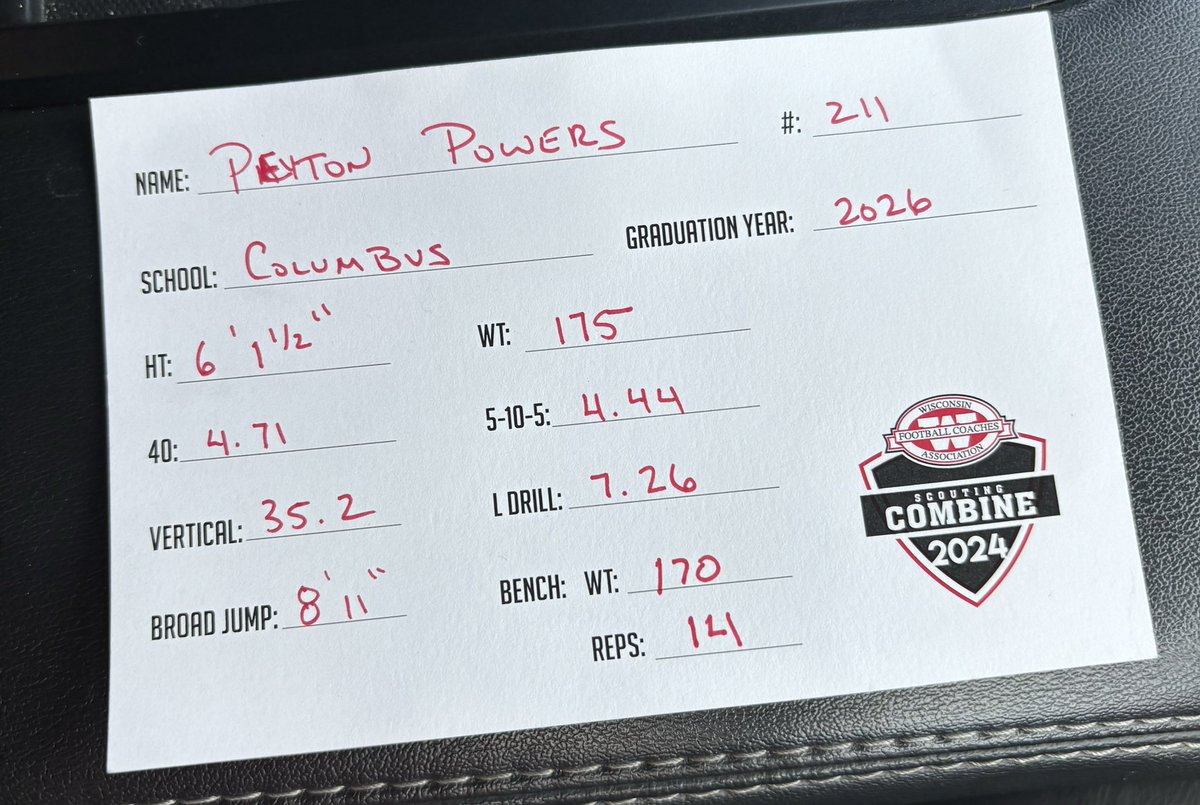 NAME: PEYTON POWERS #: 211
SCHOOL: COLUMBUS GRADUATION YEAR: 2026
HT: 6' 1 1/2" WT: 175
40: 4.71 5-10-5: 4.44
VERTICAL: 35.2 L DRILL: 7.26
BROAD JUMP: 8' 11" BENCH: WT: 170
REPS: 14
WISCONSIN
FOOTBALL COACHES
ASSOCIATION
SCOUTING
COMBINE
2024